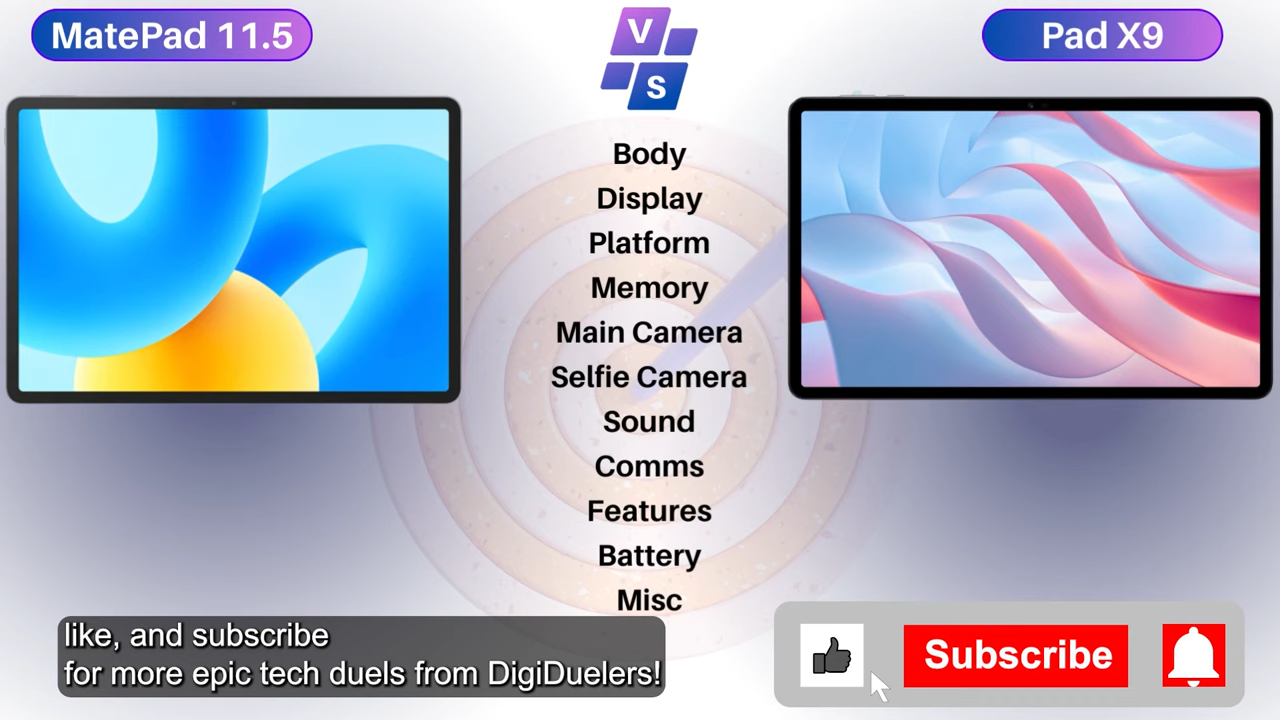 MatePad 11.5
V
S
Pad X9
Body
Display
Platform
Memory
Main Camera
Selfie Camera
Sound
Comms
Features
Battery
Misc
like, and subscribe
for more epic tech duels from DigiDuelers!
Subscribe